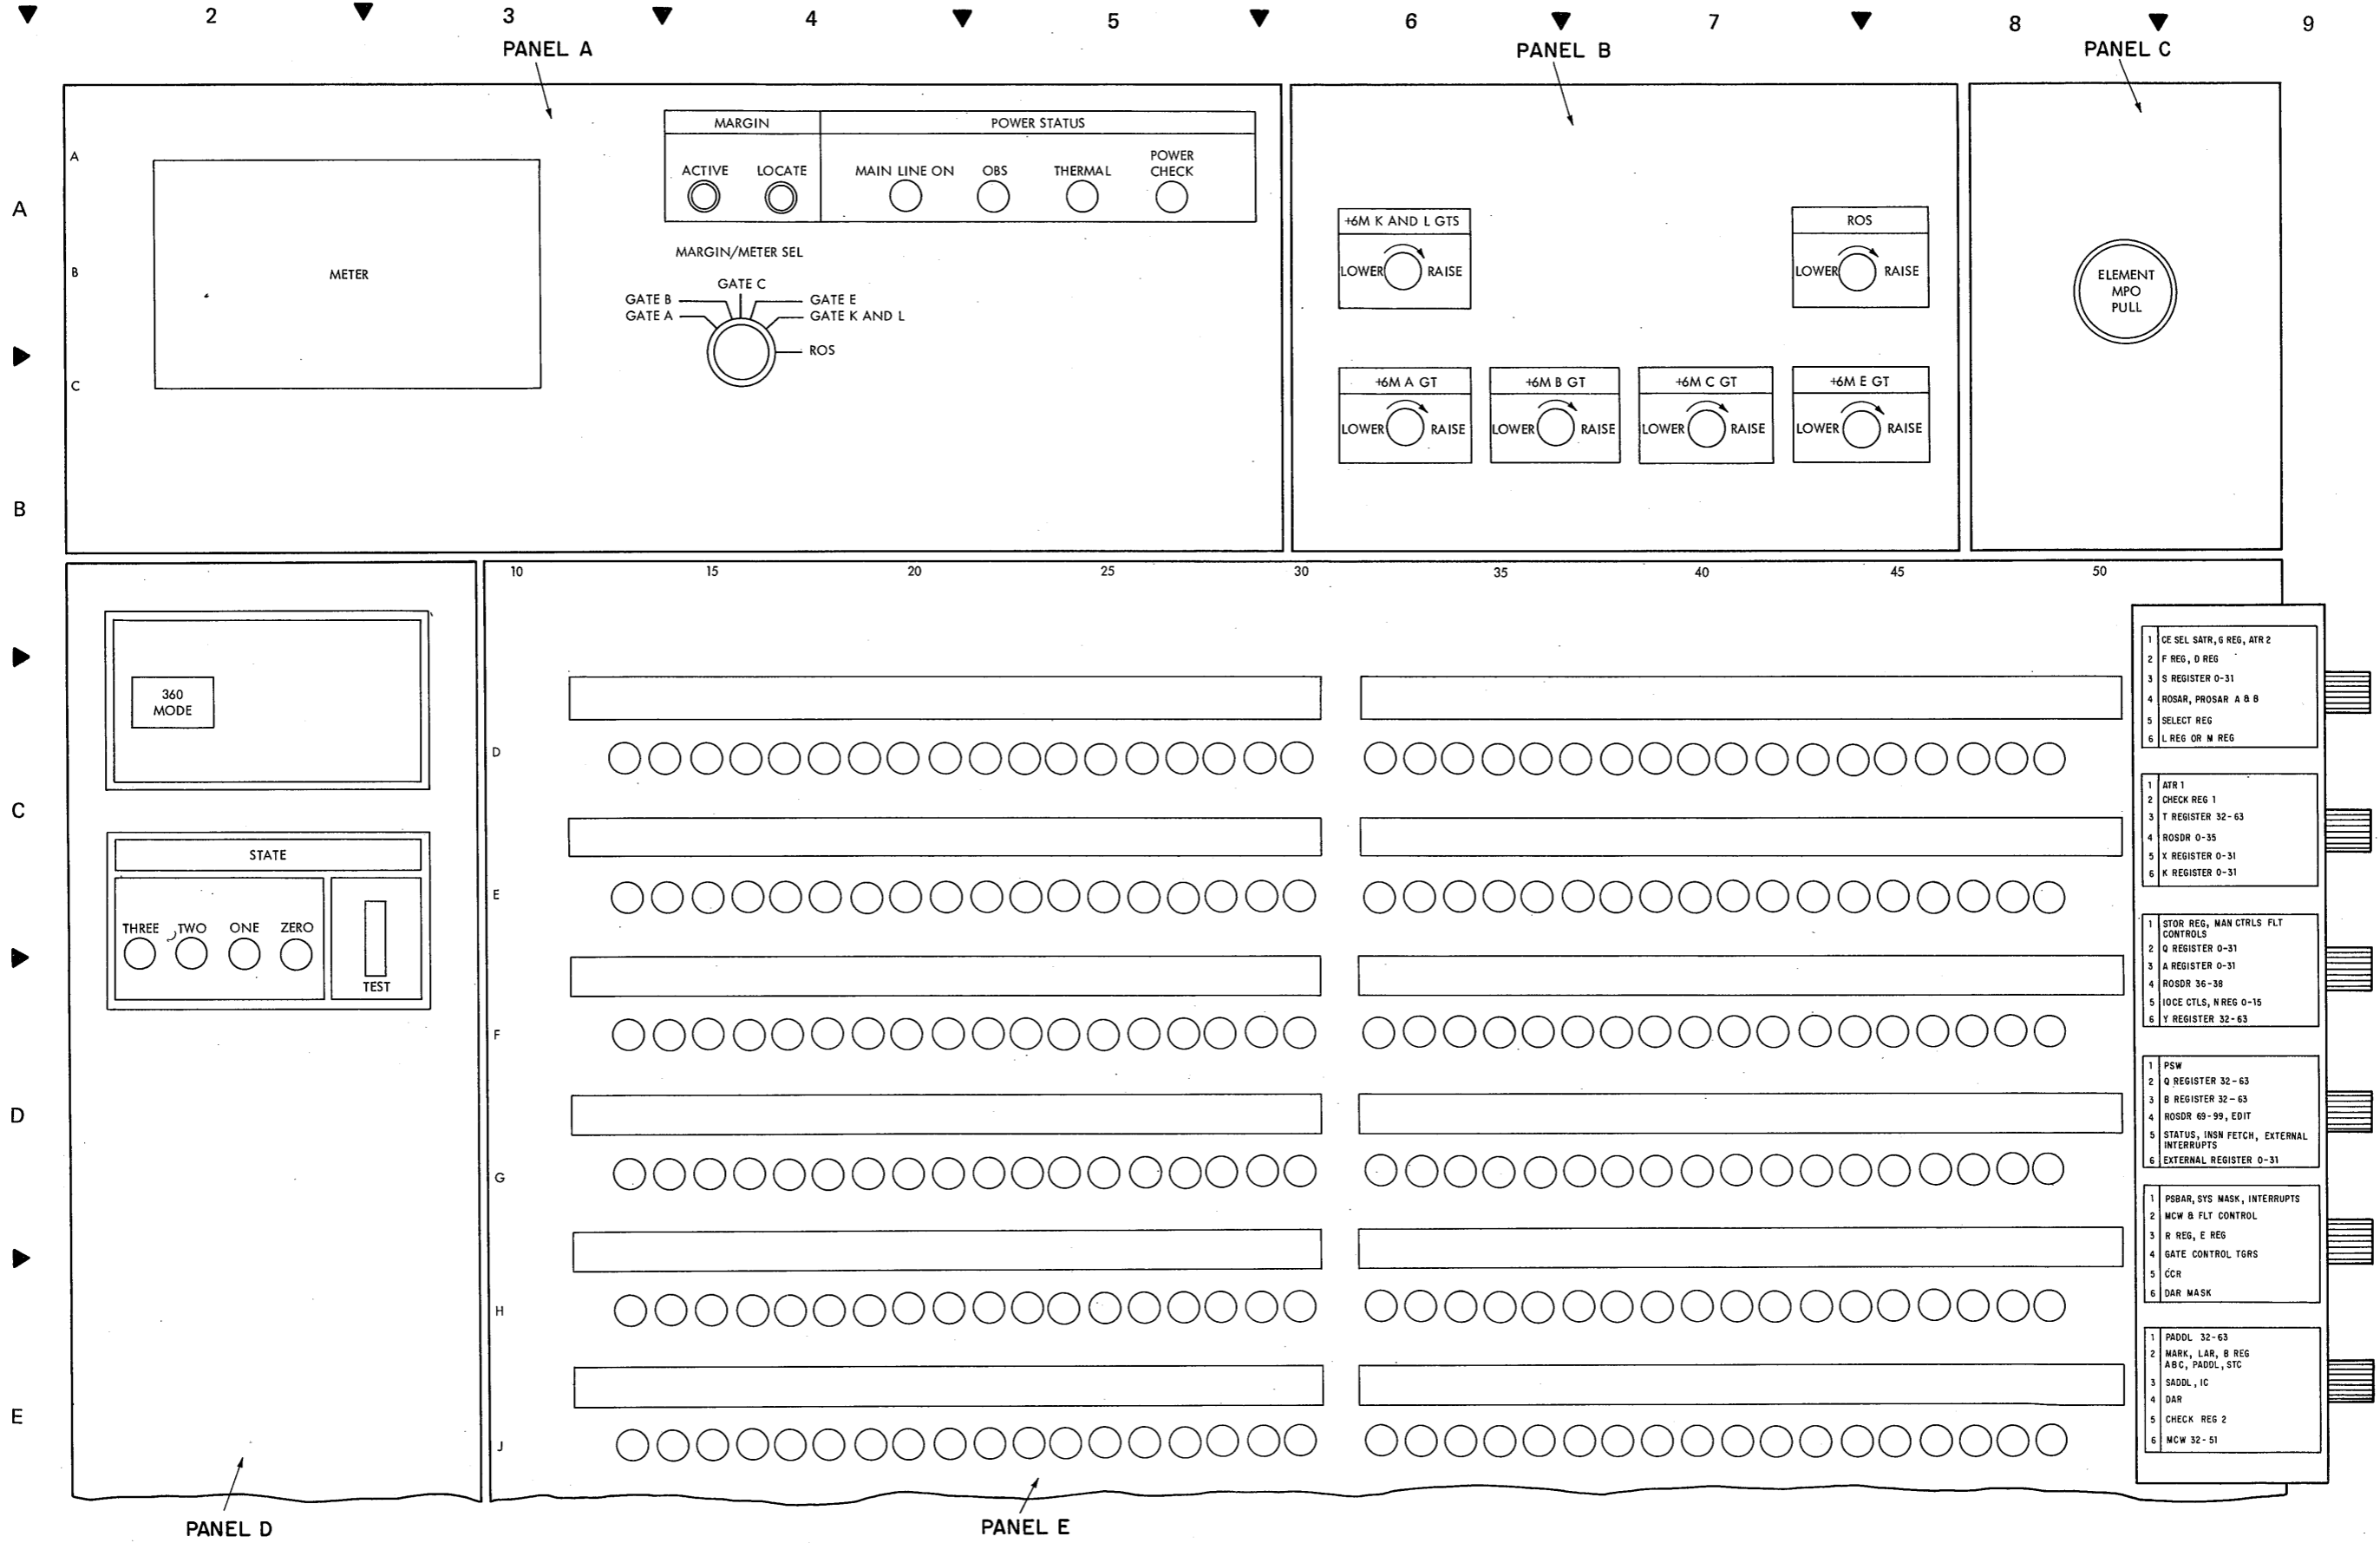 2 3 4 5 6 7 8 9
PANEL A
PANEL B
PANEL C
A
B
C
D
E
A
B
C
METER
MARGIN
POWER STATUS
ACTIVE
LOCATE
MAIN LINE ON
OBS
THERMAL
POWER
CHECK
MARGIN/METER SEL
GATE C
GATE B
GATE E
GATE A
GATE K AND L
ROS
+6M K AND L GTS
LOWER RAISE
ROS
LOWER RAISE
+6M A GT
LOWER RAISE
+6M B GT
LOWER RAISE
+6M C GT
LOWER RAISE
+6M E GT
LOWER RAISE
ELEMENT
MPO
PULL
360
MODE
STATE
THREE TWO ONE ZERO
TEST
PANEL D
10 15 20 25 30 35 40 45 50
D
E
F
G
H
J
1 CE SEL SATR, G REG, ATR 2
2 F REG, D REG
3 S REGISTER 0-31
4 ROSAR, PROSAR A & B
5 SELECT REG
6 L REG OR M REG
1 ATR 1
2 CHECK REG 1
3 T REGISTER 32-63
4 ROSDR 0-35
5 X REGISTER 0-31
6 K REGISTER 0-31
1 STOR REG, MAN CTRLS FLT
CONTROLS
2 Q REGISTER 0-31
3 A REGISTER 0-31
4 ROSDR 36-38
5 IOCE CTLS, N REG 0-15
6 Y REGISTER 32-63
1 PSW
2 Q REGISTER 32-63
3 B REGISTER 32-63
4 ROSDR 69-99, EDIT
5 STATUS, INSN FETCH, EXTERNAL
INTERRUPTS
6 EXTERNAL REGISTER 0-31
1 PSBAR, SYS MASK, INTERRUPTS
2 MCW & FLT CONTROL
3 R REG, E REG
4 GATE CONTROL TGRS
5 CCR
6 DAR MASK
1 PADDL 32-63
2 MARK, LAR, B REG
ABC, PADDL, STC
3 SADDL, IC
4 DAR
5 CHECK REG 2
6 MCW 32-51
PANEL E